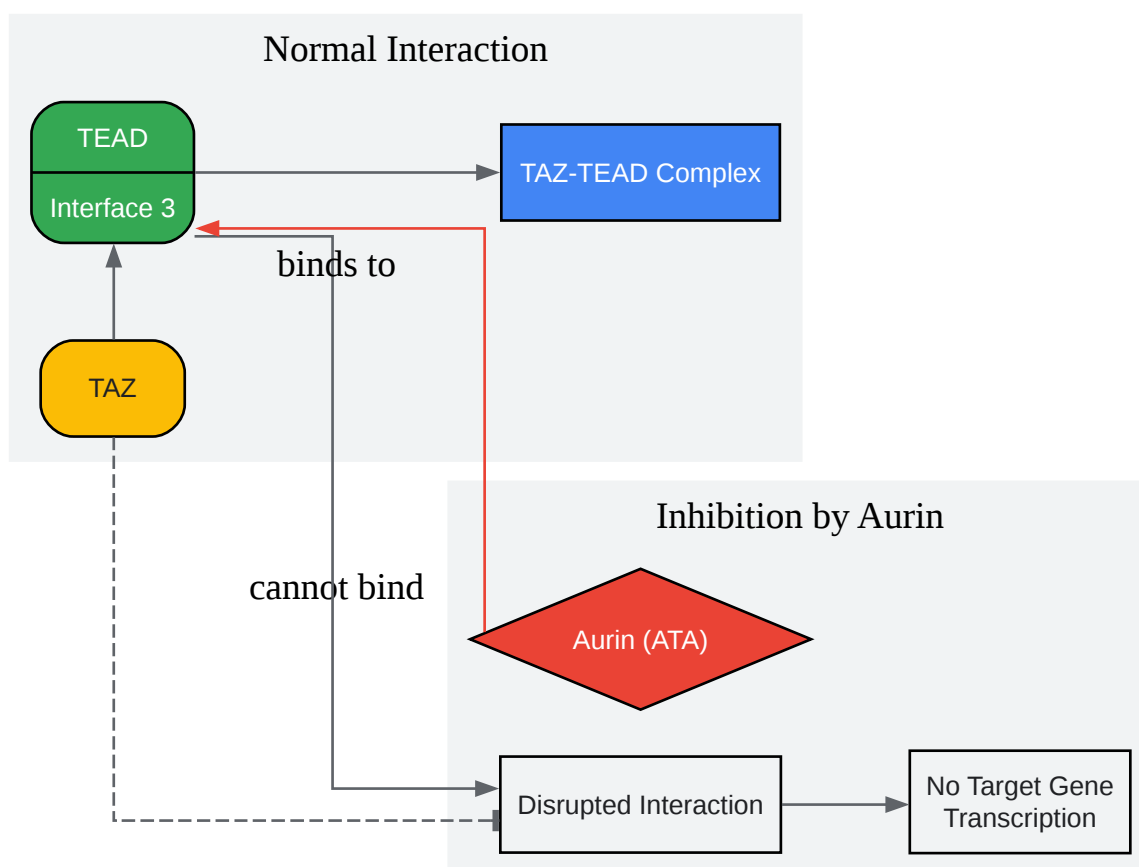 Normal Interaction
TEAD
Interface 3
TAZ-TEAD Complex
binds to
TAZ
Inhibition by Aurin
cannot bind
Aurin (ATA)
Disrupted Interaction
No Target Gene
Transcription